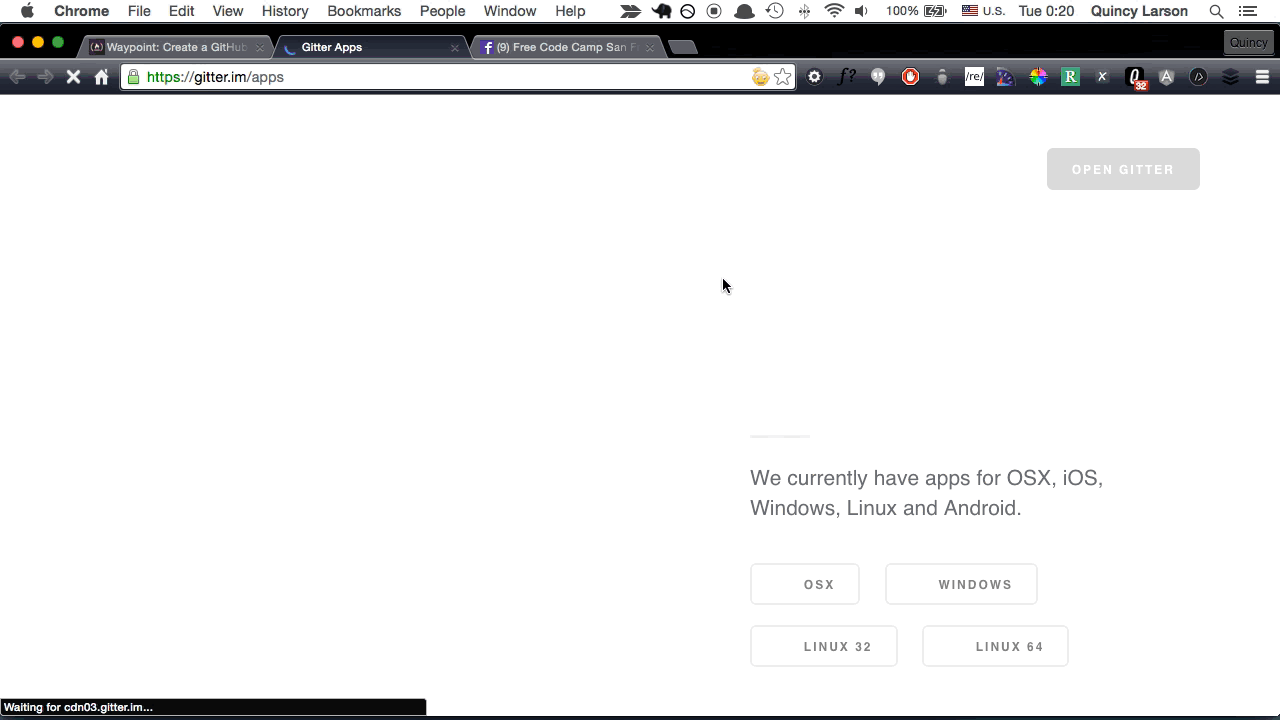 Chrome File Edit View History Bookmarks People Window Help 100% U.S. Tue 0:20 Quincy Larson
Waypoint: Create a GitHub Gitter Apps (9) Free Code Camp San Fr Quincy
https://gitter.im/apps f? /re/ R X 32 A
OPEN GITTER
We currently have apps for OSX, iOS,
Windows, Linux and Android.
OSX WINDOWS
LINUX 32 LINUX 64
Waiting for cdn03.gitter.im...